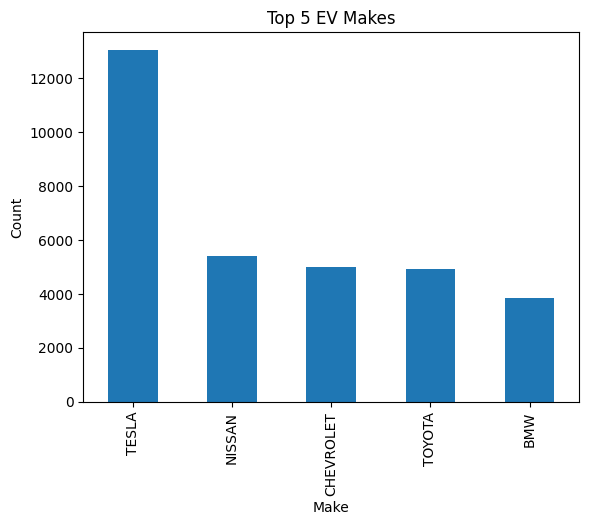 Top 5 EV Makes
12000
10000
8000
6000
4000
2000
0
Count
TESLA
NISSAN
CHEVROLET
TOYOTA
BMW
Make